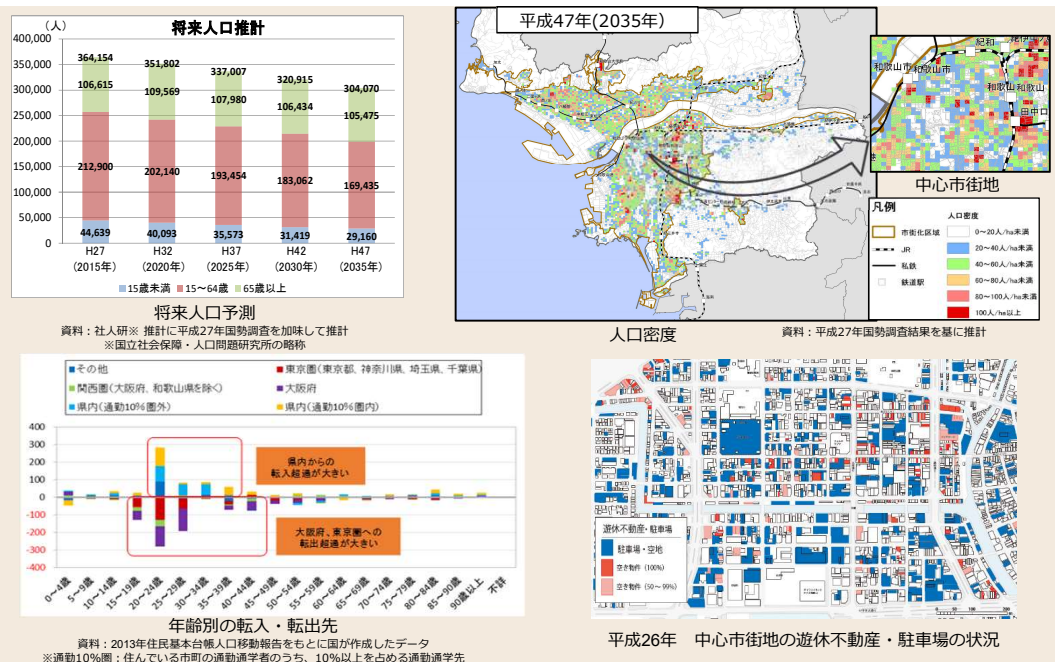 将来人口推計
（人）
400,000
350,000
300,000
250,000
200,000
150,000
100,000
50,000
0
364,154
351,802
337,007
320,915
304,070
106,615
109,569
107,980
106,434
105,475
212,900
202,140
193,454
183,062
169,435
44,639
40,093
35,573
31,419
29,160
H27 H32 H37 H42 H47
(2015年) (2020年) (2025年) (2030年) (2035年)
15歳未満 15～64歳 65歳以上
将来人口予測
資料：社人研※ 推計に平成27年国勢調査を加味して推計
※国立社会保障・人口問題研究所の略称
平成47年(2035年)
紀和
和歌山市 和歌山市
和歌山 和歌山
田中口
中心市街地
凡例
人口密度
市街化区域
JR
私鉄
鉄道駅
0～20人/ha未満
20～40人/ha未満
40～60人/ha未満
60～80人/ha未満
80～100人/ha未満
100人/ha以上
人口密度
資料：平成27年国勢調査結果を基に推計
その他
東京圏(東京都、神奈川県、埼玉県、千葉県)
関西圏(大阪府、和歌山県を除く)
大阪府
県内(通勤10％圏外)
県内(通勤10％圏内)
400
300
200
100
0
-100
-200
-300
-400
県内からの
転入超過が大きい
大阪府、東京圏への
転出超過が大きい
0～4歳
5～9歳
10～14歳
15～19歳
20～24歳
25～29歳
30～34歳
35～39歳
40～44歳
45～49歳
50～54歳
55～59歳
60～64歳
65～69歳
70～74歳
75～79歳
80～84歳
85～90歳
90歳以上
不詳
年齢別の転入・転出先
資料：2013年住民基本台帳人口移動報告をもとに国が作成したデータ
※通勤10％圏：住んでいる市町の通勤通学者のうち、10％以上を占める通勤通学先
遊休不動産・駐車場
駐車場・空地
空き物件 (100%)
空き物件 (50～99%)
平成26年 中心市街地の遊休不動産・駐車場の状況